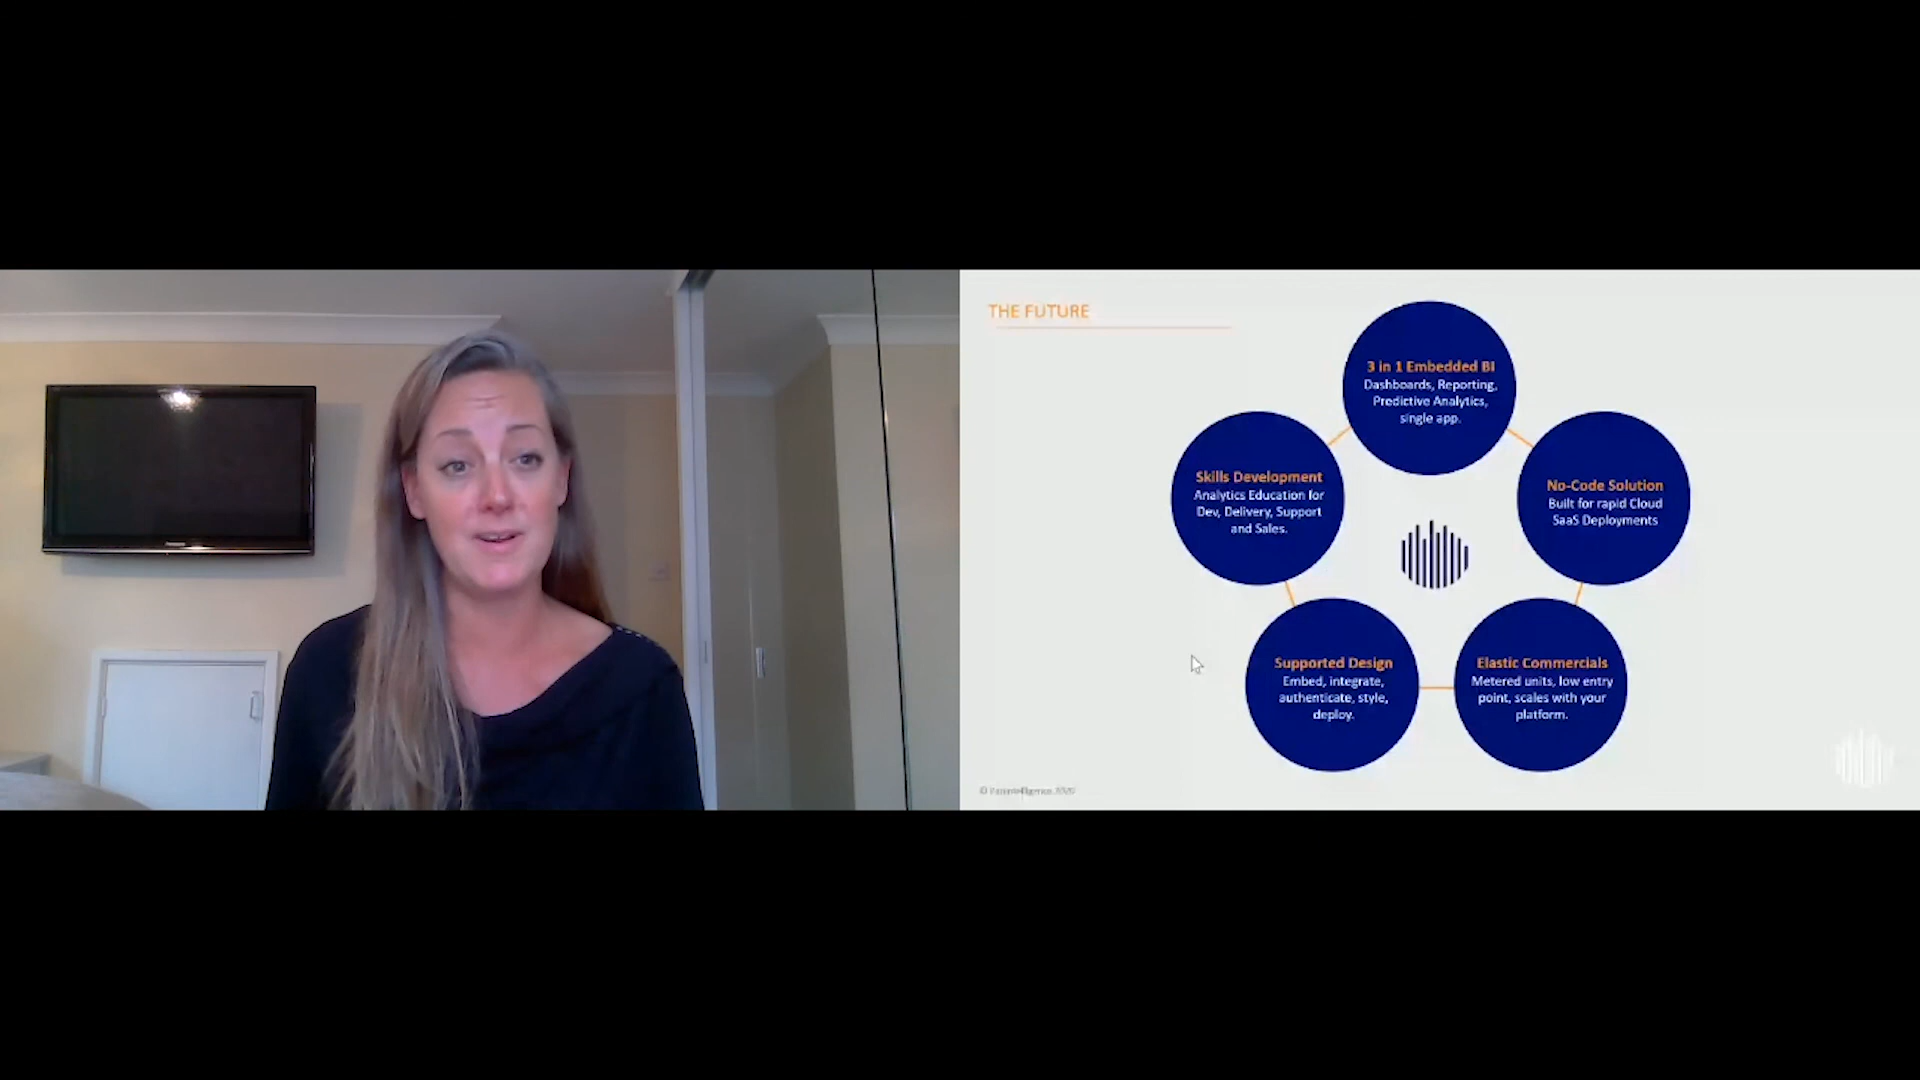 THE FUTURE
3 in 1 Embedded BI
Dashboards, Reporting,
Predictive Analytics,
single app.
Skills Development
Analytics Education for
Dev, Delivery, Support
and Sales.
No-Code Solution
Built for rapid Cloud
SaaS Deployments
Supported Design
Embed, integrate,
authenticate, style,
deploy.
Elastic Commercials
Metered units, low entry
point, scales with your
platform.
©